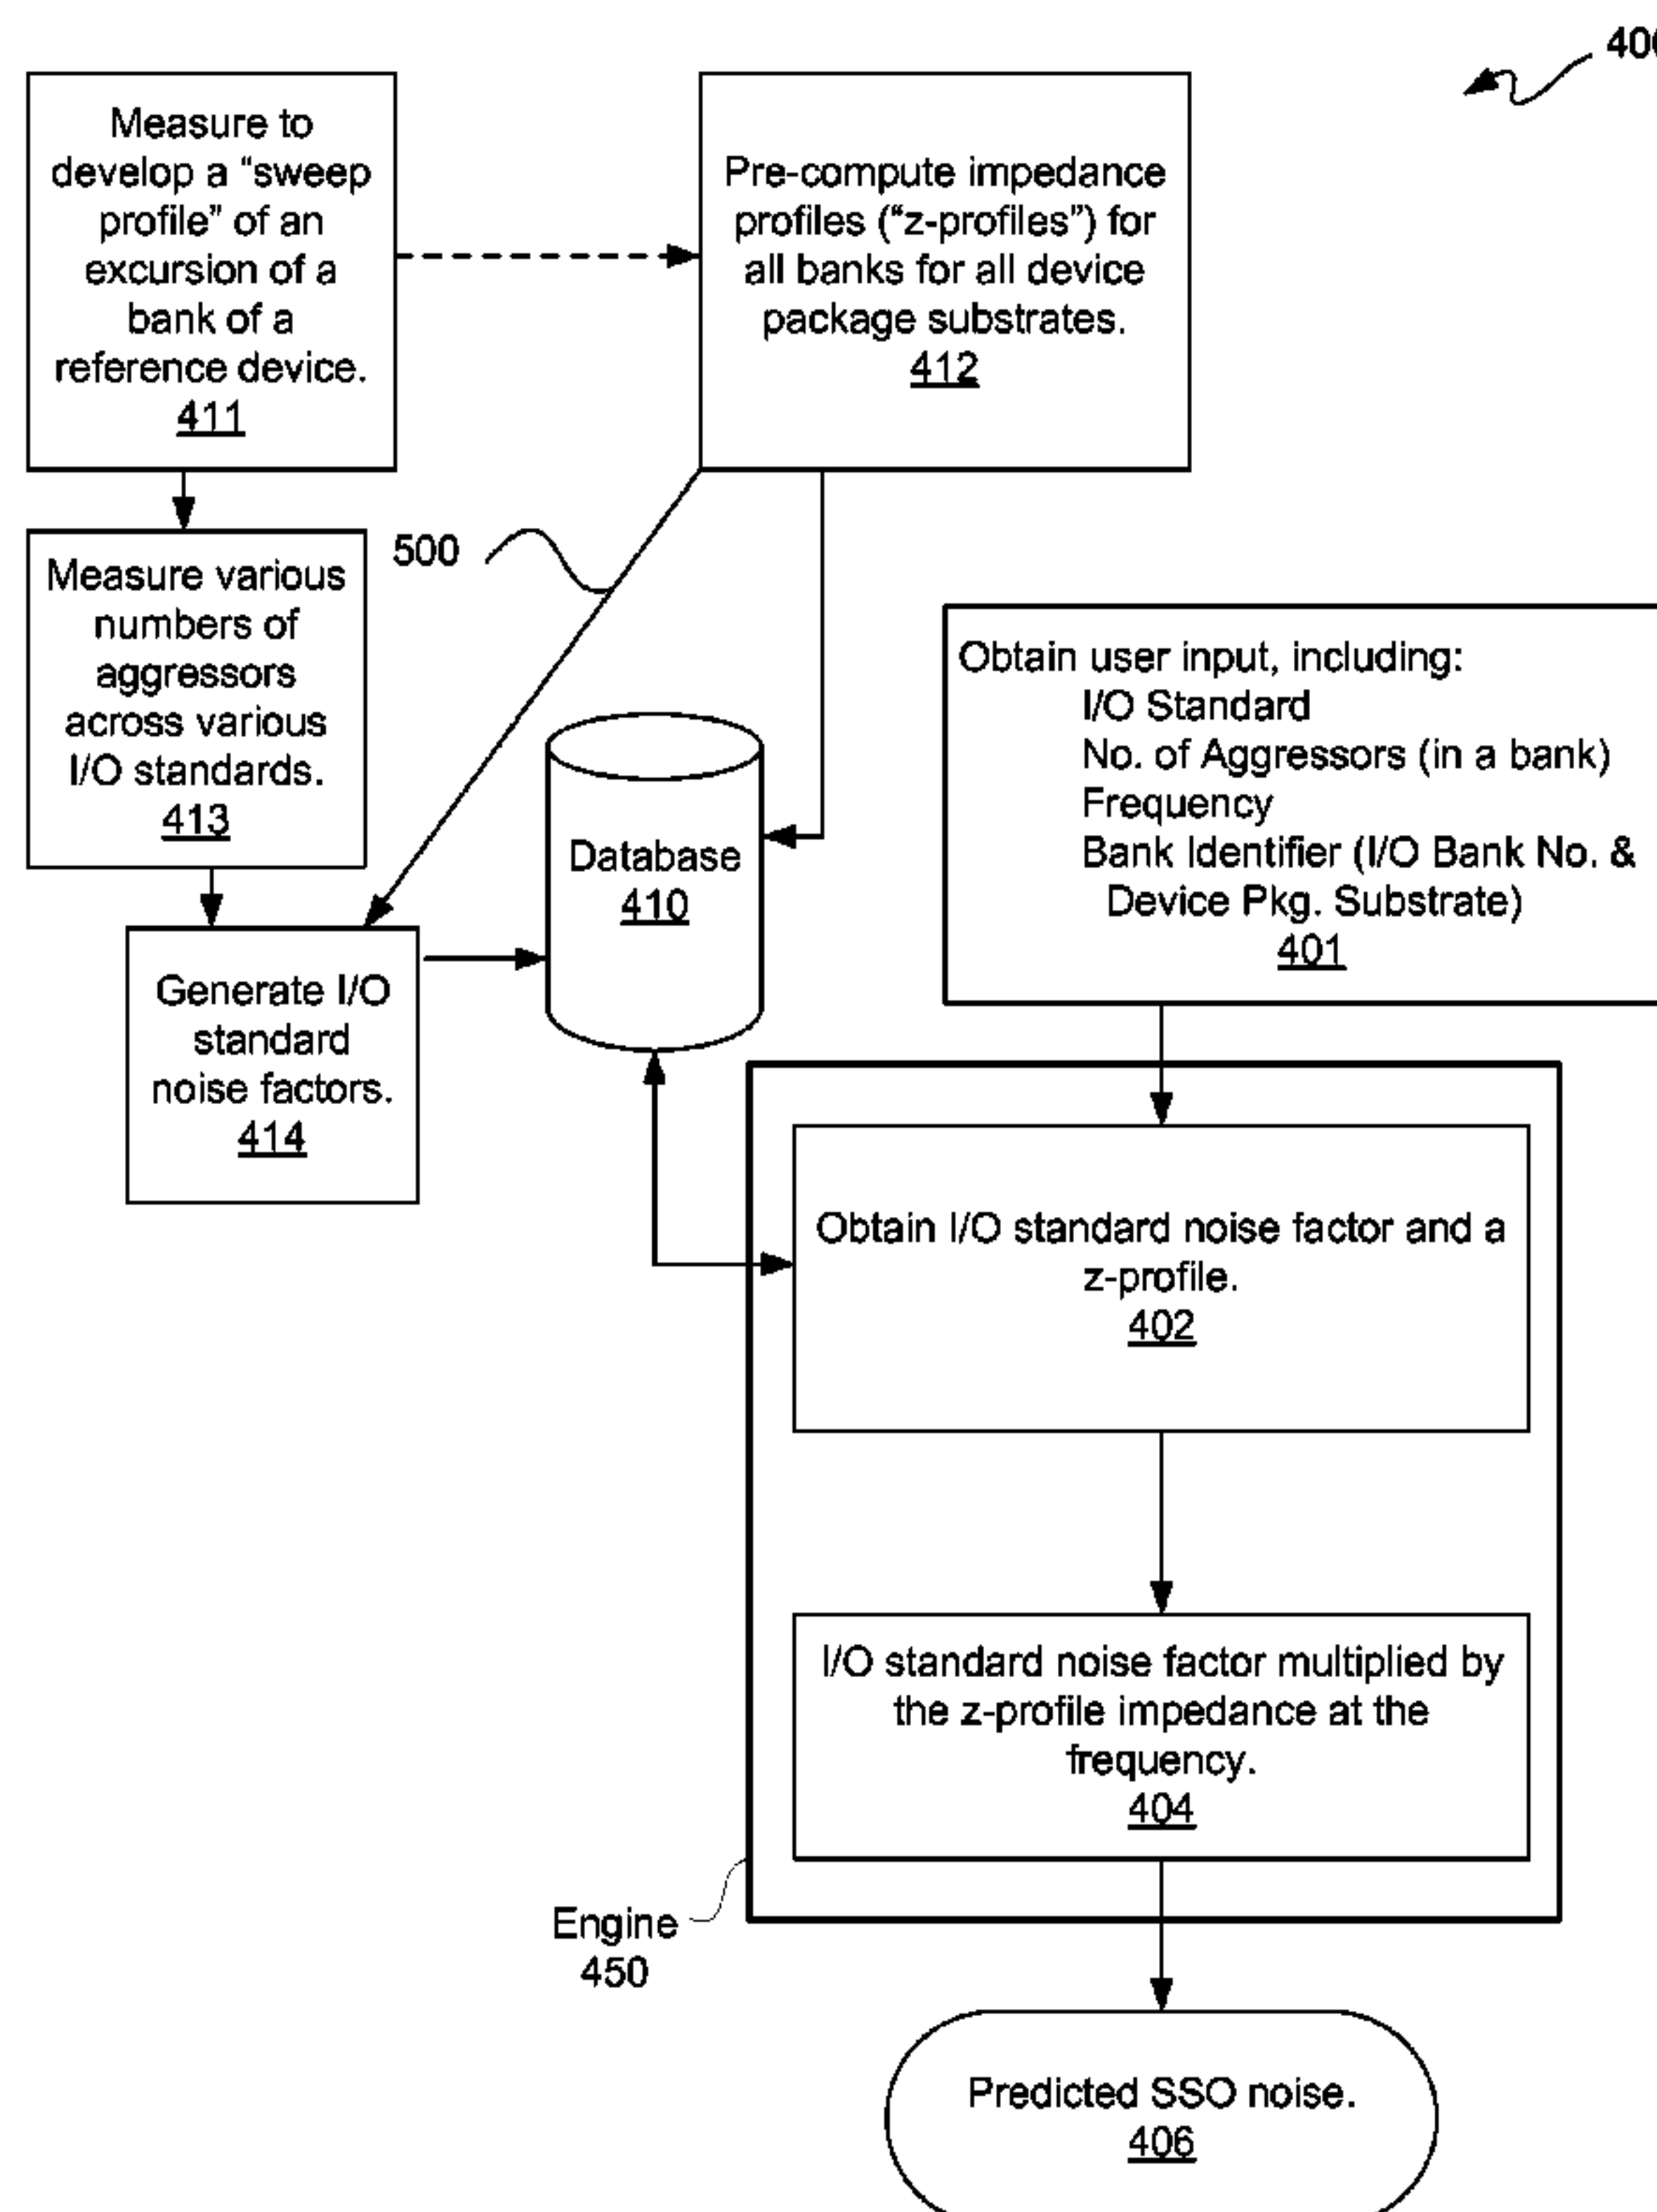 400
Measure to
develop a “sweep
profile” of an
excursion of a
bank of a
reference device.
411
Pre-compute impedance
profiles (“z-profiles”) for
all banks for all device
package substrates.
412
500
Measure various
numbers of
aggressors
across various
I/O standards.
413
Obtain user input, including:
I/O Standard
No. of Aggressors (in a bank)
Frequency
Bank Identifier (I/O Bank No. &
Device Pkg. Substrate)
401
Database
410
Generate I/O
standard
noise factors.
414
Obtain I/O standard noise factor and a
z-profile.
402
I/O standard noise factor multiplied by
the z-profile impedance at the
frequency.
404
Engine
450
Predicted SSO noise.
406